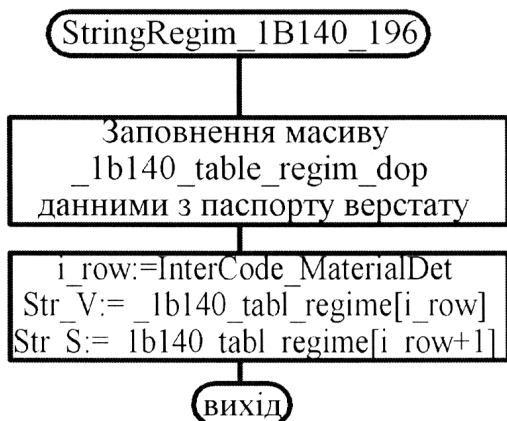 StringRegim_1B140_196
Заповнення масиву
_1b140_table_regim_dop
данними з паспорту верстату
i_row:=InterCode_MaterialDet
Str_V:= _1b140_tabl_regime[i_row]
Str_S:=_1b140_tabl_regime[i_row+1]
вихід